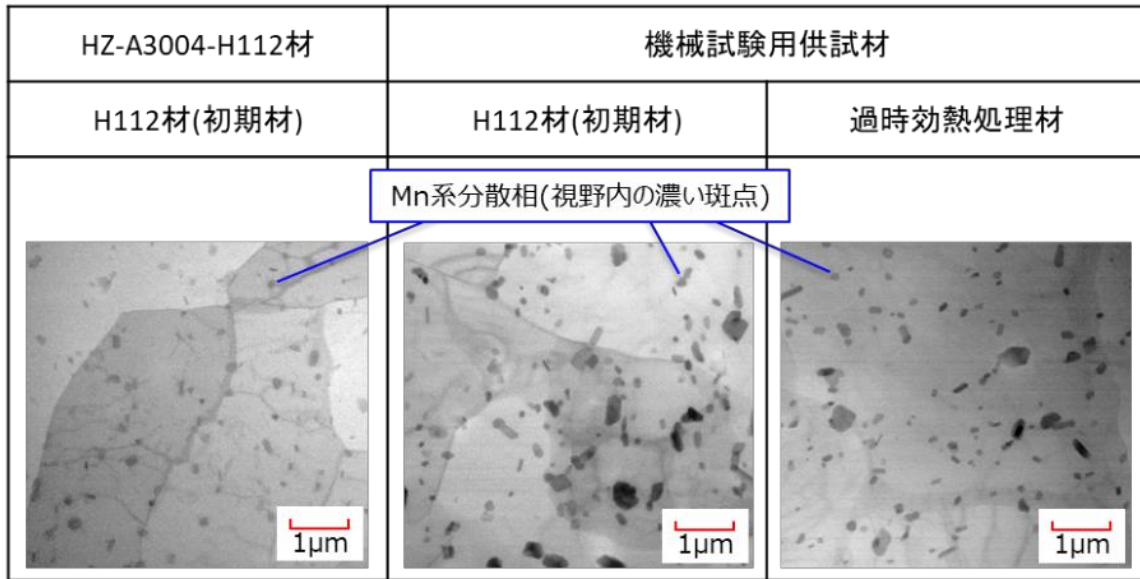 HZ-A3004-H112材
機械試験用供試材
H112材(初期材)
H112材(初期材)
過時効熱処理材
Mn系分散相(視野内の濃い斑点)
1μm
1μm
1μm